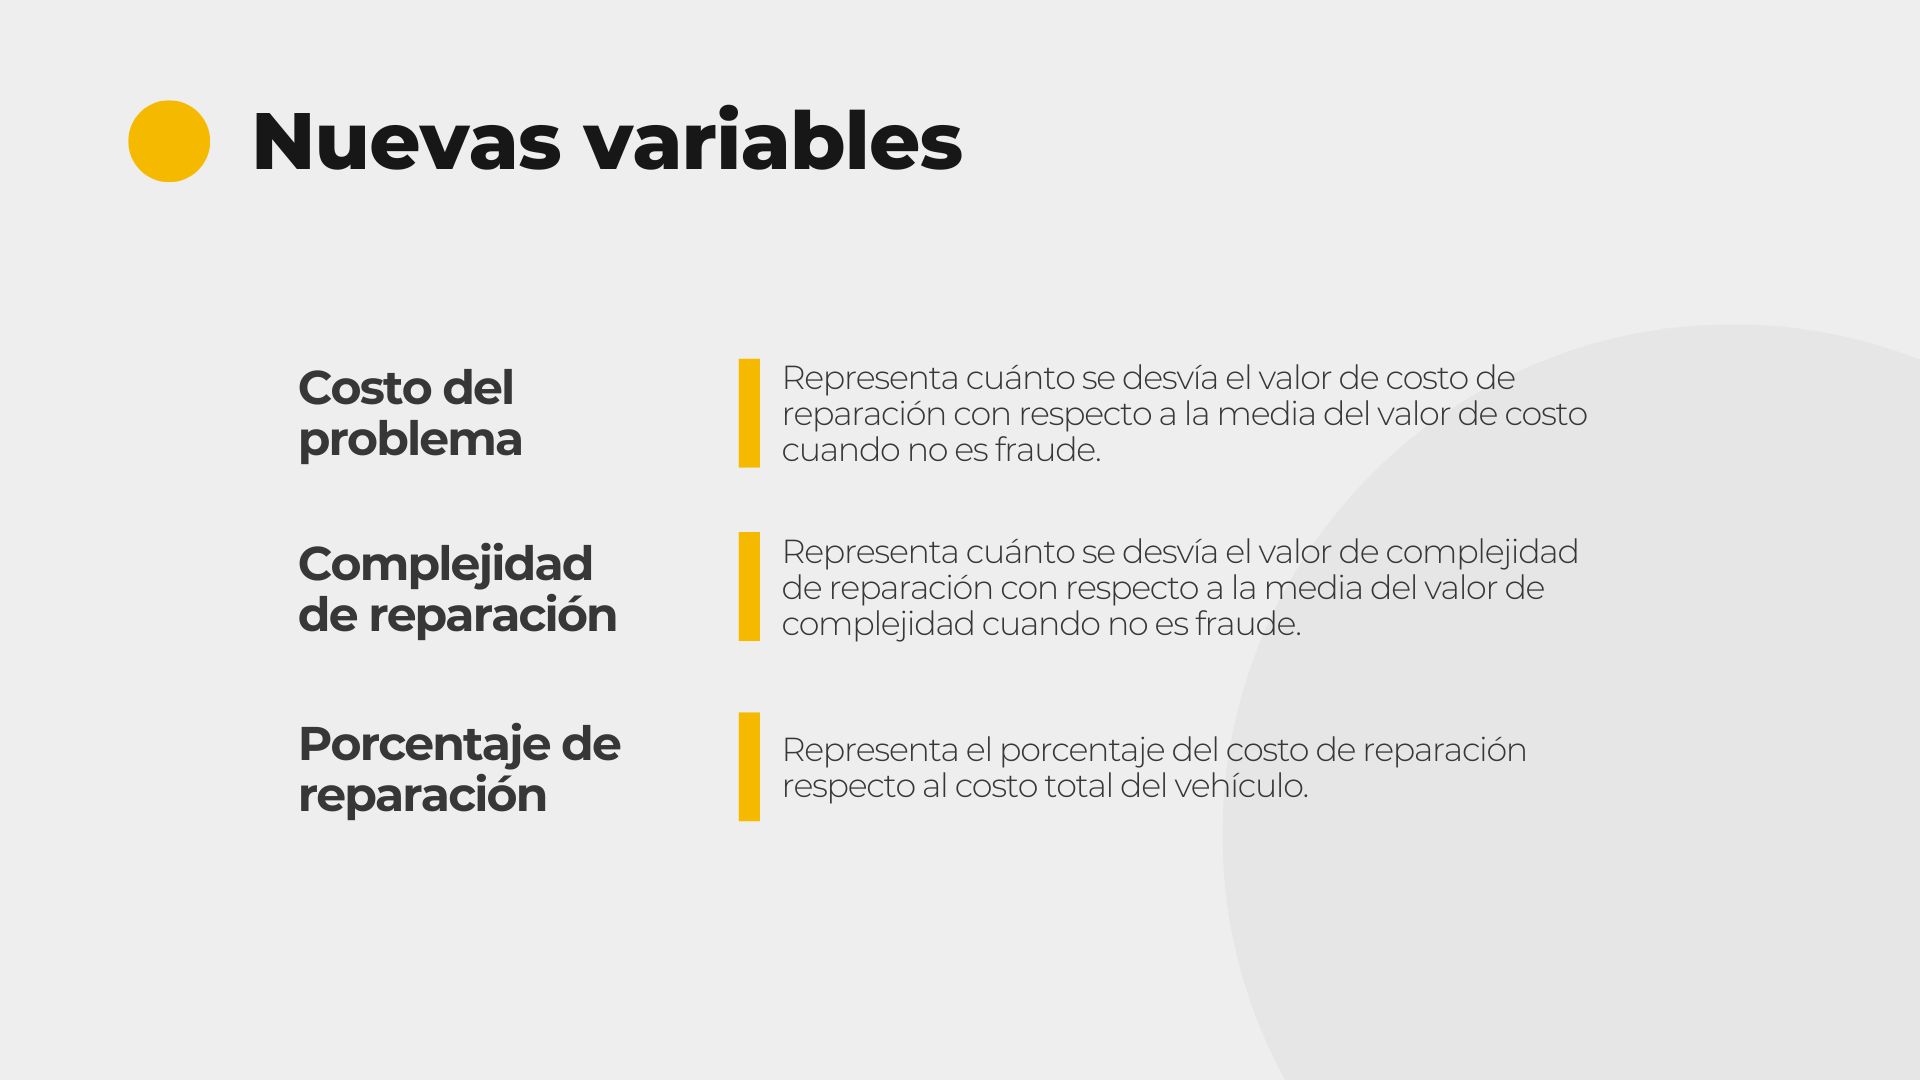 Nuevas variables
Costo del
problema
Representa cuánto se desvía el valor de costo de
reparación con respecto a la media del valor de costo
cuando no es fraude.
Complejidad
de reparación
Representa cuánto se desvía el valor de complejidad
de reparación con respecto a la media del valor de
complejidad cuando no es fraude.
Porcentaje de
reparación
Representa el porcentaje del costo de reparación
respecto al costo total del vehículo.